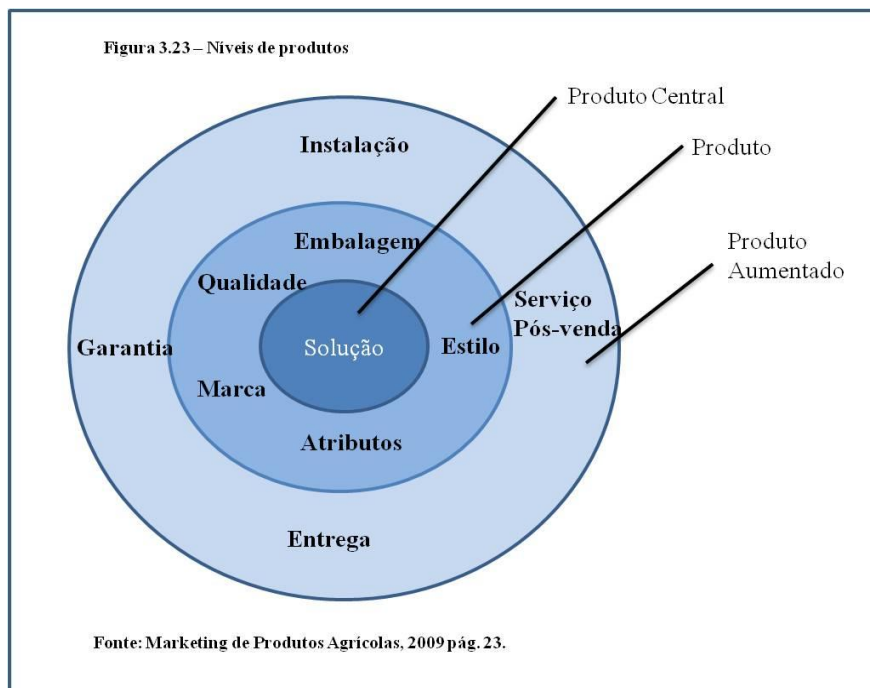 Figura 3.23 – Níveis de produtos
Produto Central
Instalação
Produto
Embalagem
Produto
Aumentado
Qualidade
Serviço
Pós-venda
Garantia
Solução
Estilo
Marca
Atributos
Entrega
Fonte: Marketing de Produtos Agrícolas, 2009 pág. 23.